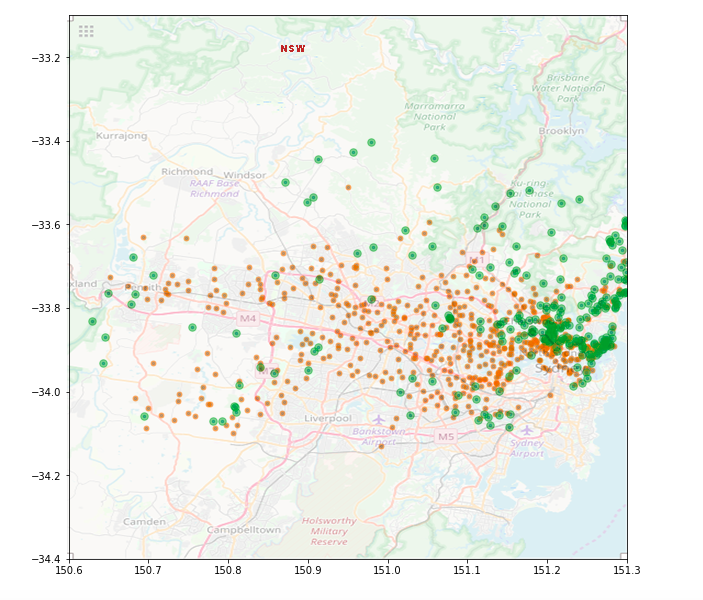 NSW
−33.2
Brisbane
Water National
Park
Marramarra
National
Park
Brooklyn
Kurrajong
−33.4
Richmond
Windsor
RAAF Base
Richmond
Ku-ring-
Chase
National
Park
−33.6
M1
Penrith
−33.8
M4
−34.0
Liverpool
Bankstown
Airport
M5
Sydney
Airport
−34.2
Camden
Campbelltown
Holsworthy
Military
Reserve
−34.4
150.6 150.7 150.8 150.9 151.0 151.1 151.2 151.3